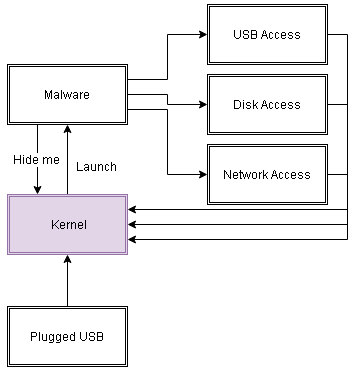 USB Access
Malware
Disk Access
Hide me
Launch
Network Access
Kernel
Plugged USB